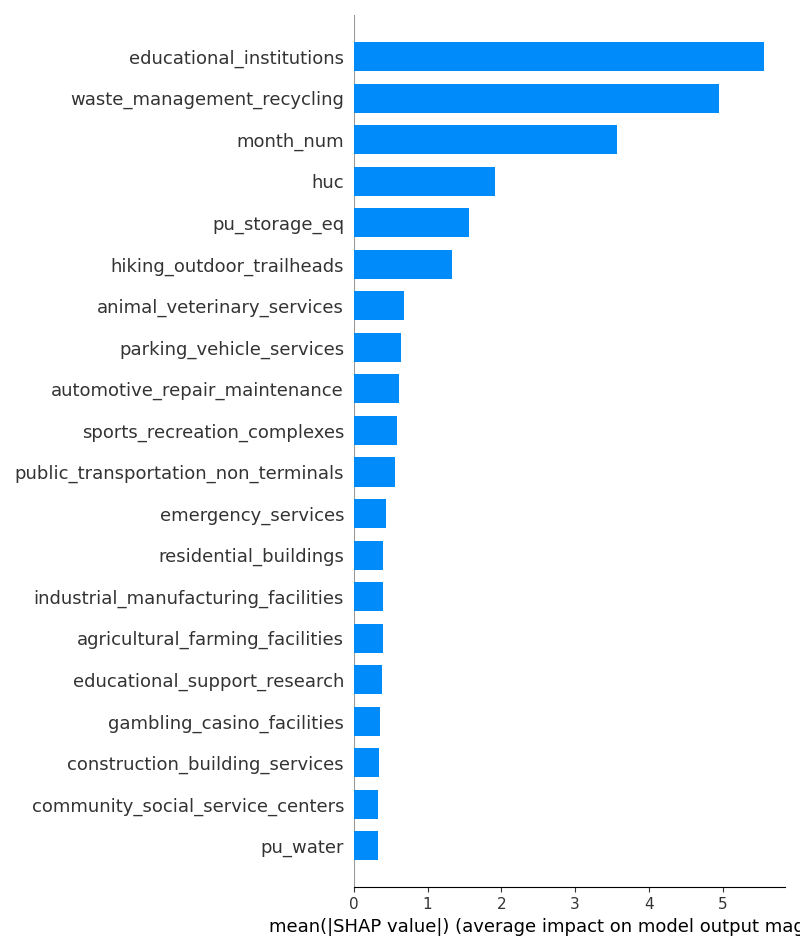 educational_institutions
waste_management_recycling
month_num
huc
pu_storage_eq
hiking_outdoor_trailheads
animal_veterinary_services
parking_vehicle_services
automotive_repair_maintenance
sports_recreation_complexes
public_transportation_non_terminals
emergency_services
residential_buildings
industrial_manufacturing_facilities
agricultural_farming_facilities
educational_support_research
gambling_casino_facilities
construction_building_services
community_social_service_centers
pu_water
0 1 2 3 4 5
mean(|SHAP value|) (average impact on model output mag